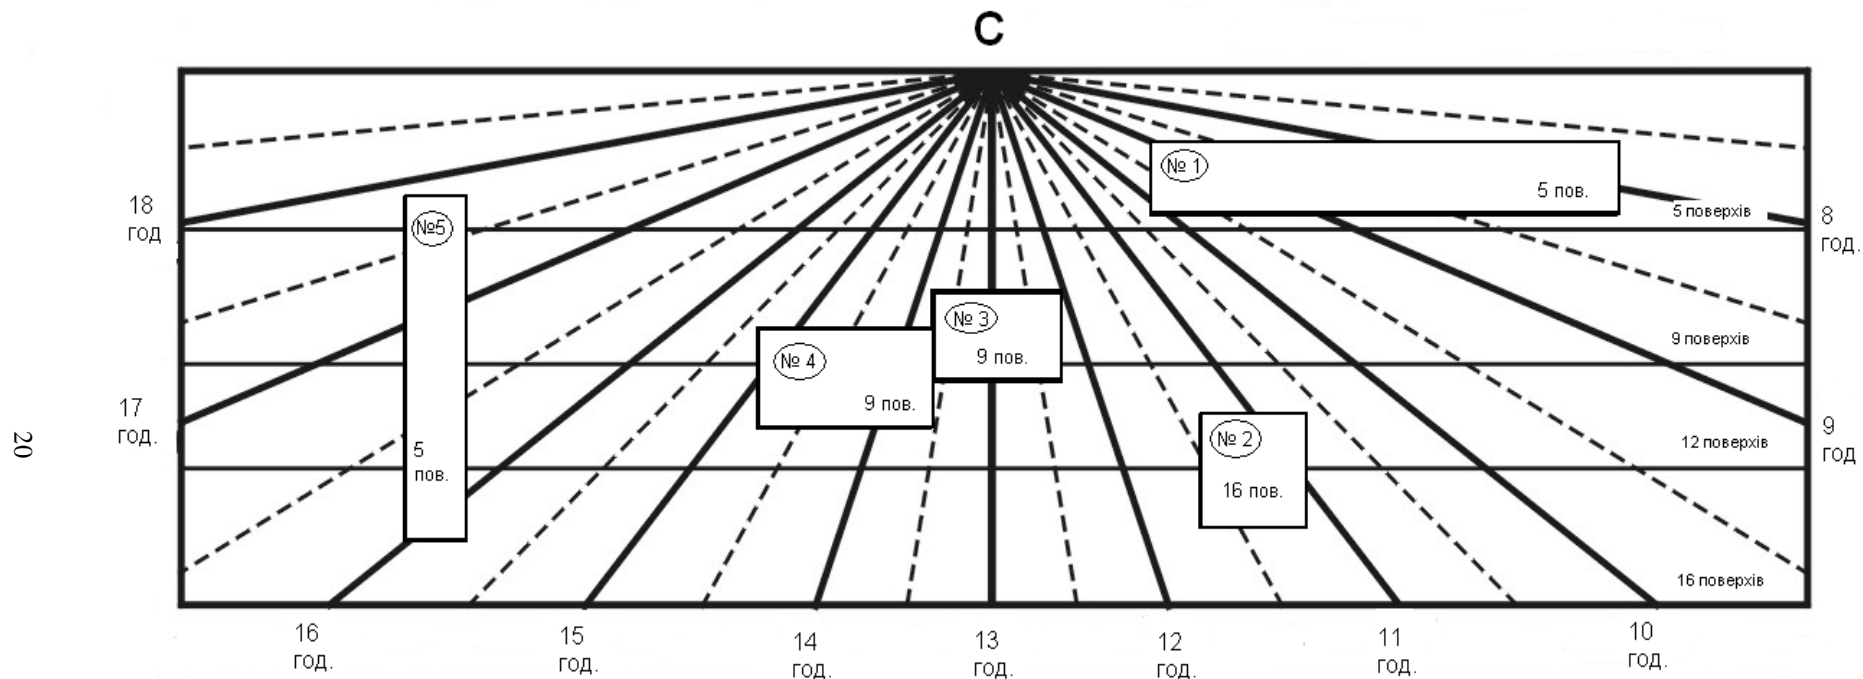 С
№ 1
5 пов.
5 поверхів
18
год
№5
8
год.
№ 3
9 пов.
9 поверхів
№ 4
9 пов.
17
год.
5
пов.
№ 2
16 пов.
12 поверхів
9
год
20
16 поверхів
16
год.
15
год.
14
год.
13
год.
12
год.
11
год.
10
год.